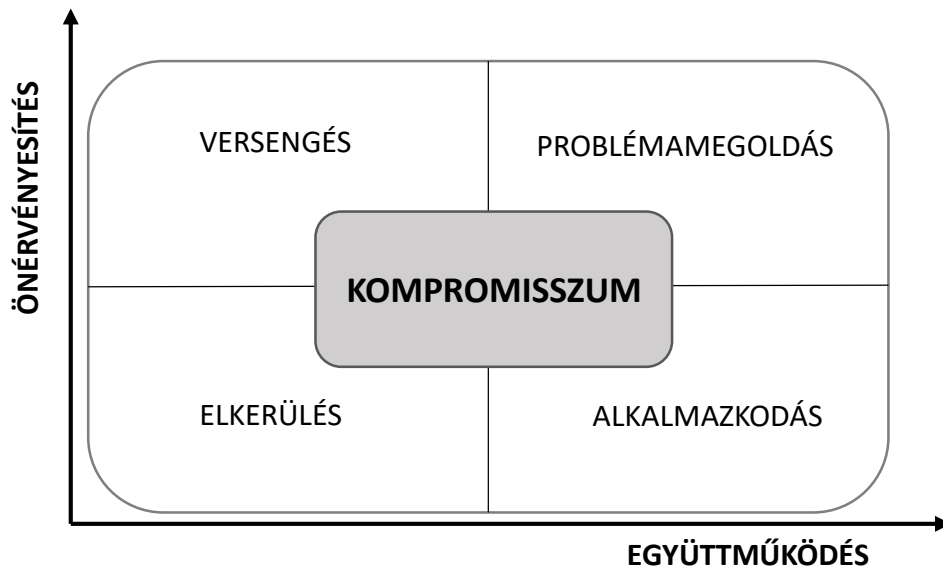 ÖNÉRVÉNYESÍTÉS
VERSENGÉS
PROBLÉMAMEGOLDÁS
KOMPROMISSZUM
ELKERÜLÉS
ALKALMAZKODÁS
EGYÜTTMŰKÖDÉS